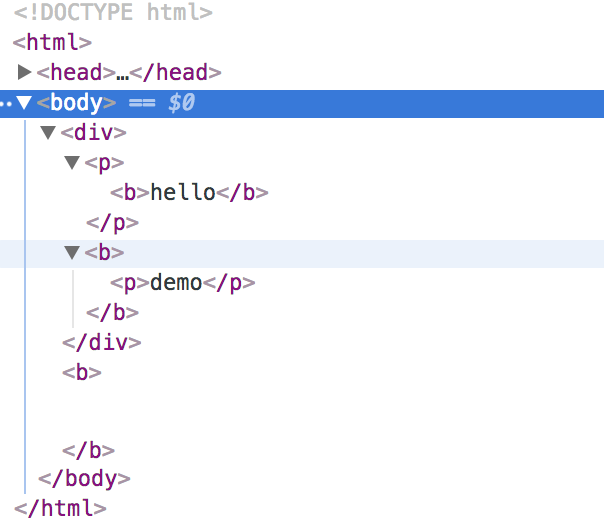 <!DOCTYPE html>
<html>
<head>…</head>
<body> == $0
<div>
<p>
<b>hello</b>
</p>
<b>
<p>demo</p>
</b>
</div>
<b>
</b>
</body>
</html>